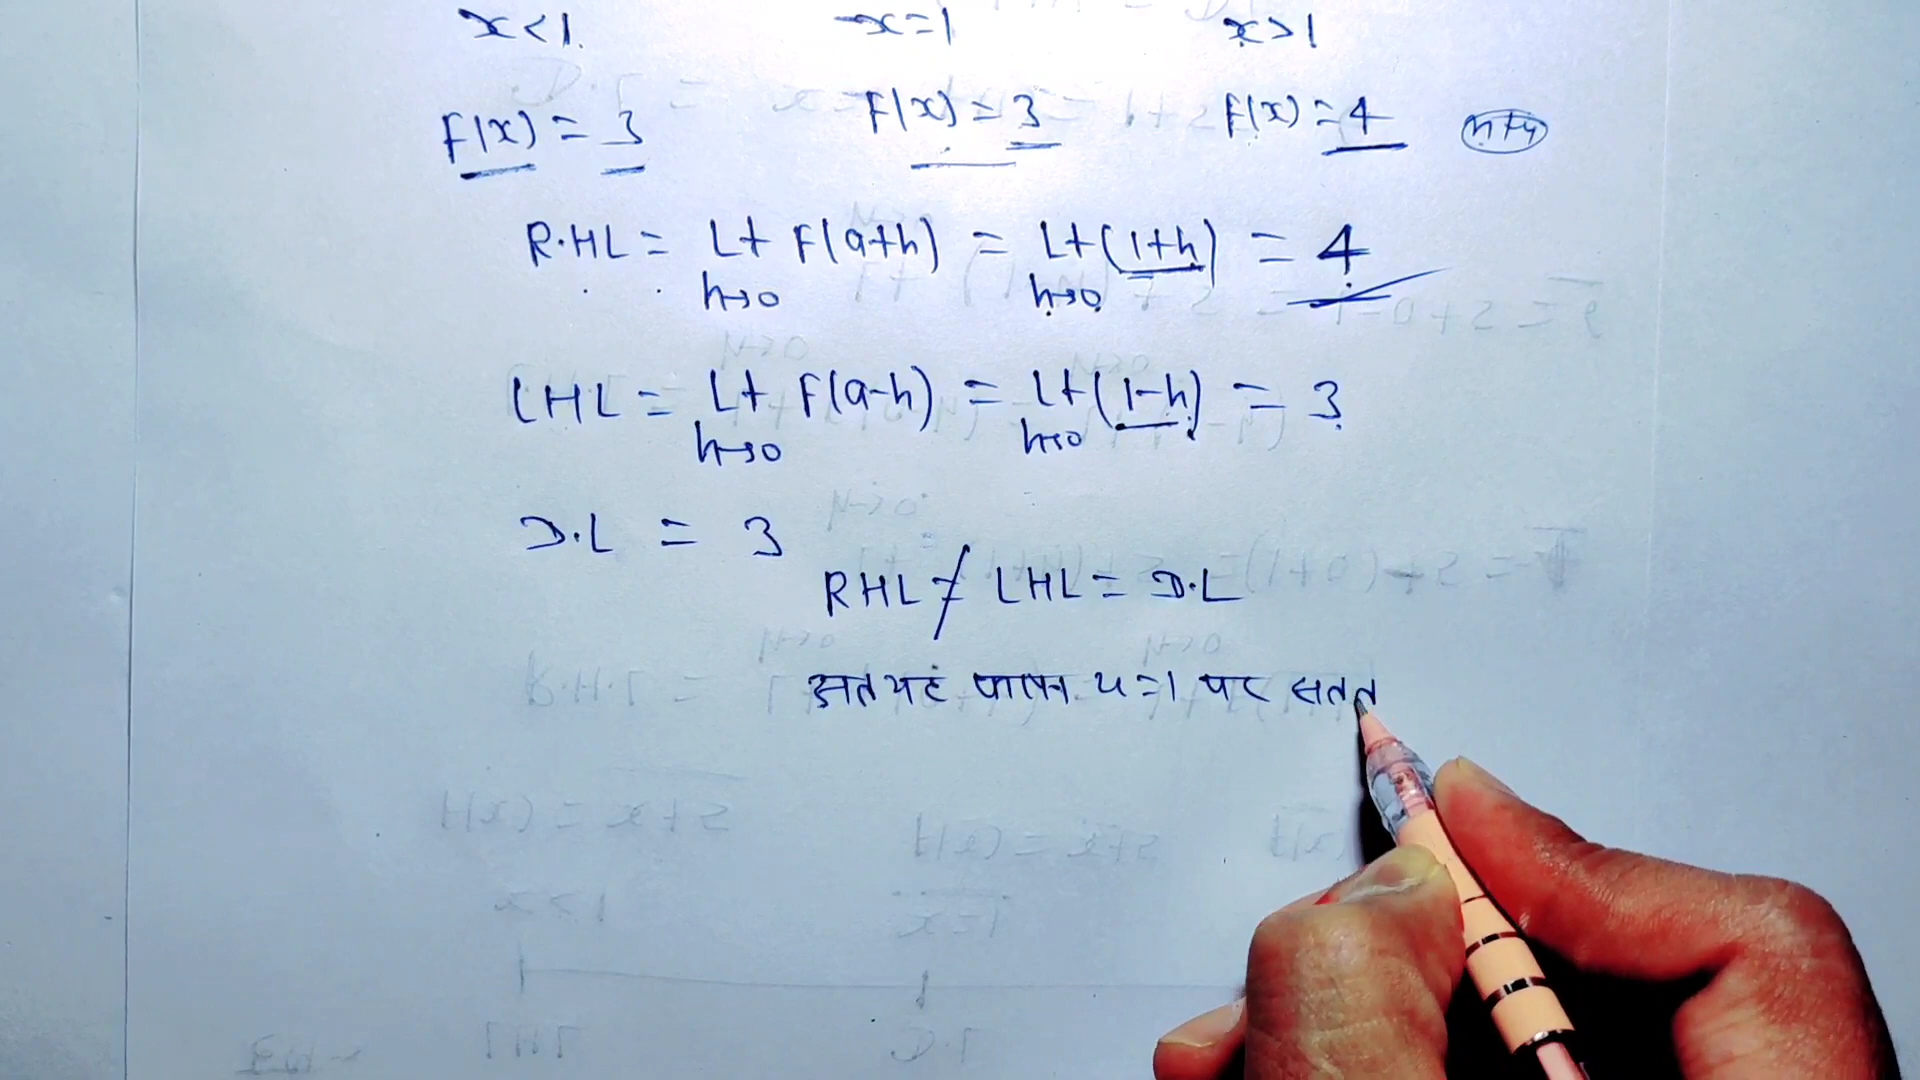 x<1 x=1 x>1
F(x) = 3 F(x) = 3 F(x) = 4
R.HL = Lt F(a+h) = Lt (1+h) = 4
h→0 h→0
LHL = Lt F(a-h) = Lt (1-h) = 3
h→0 h→0
D.L = 3
RHL ≠ LHL = D.L
अत यह फलन x=1 पर सतत